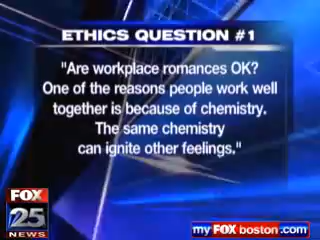 ETHICS QUESTION #1
"Are workplace romances OK?
One of the reasons people work well
together is because of chemistry.
The same chemistry
can ignite other feelings."
FOX
25
NEWS
myFOXboston.com